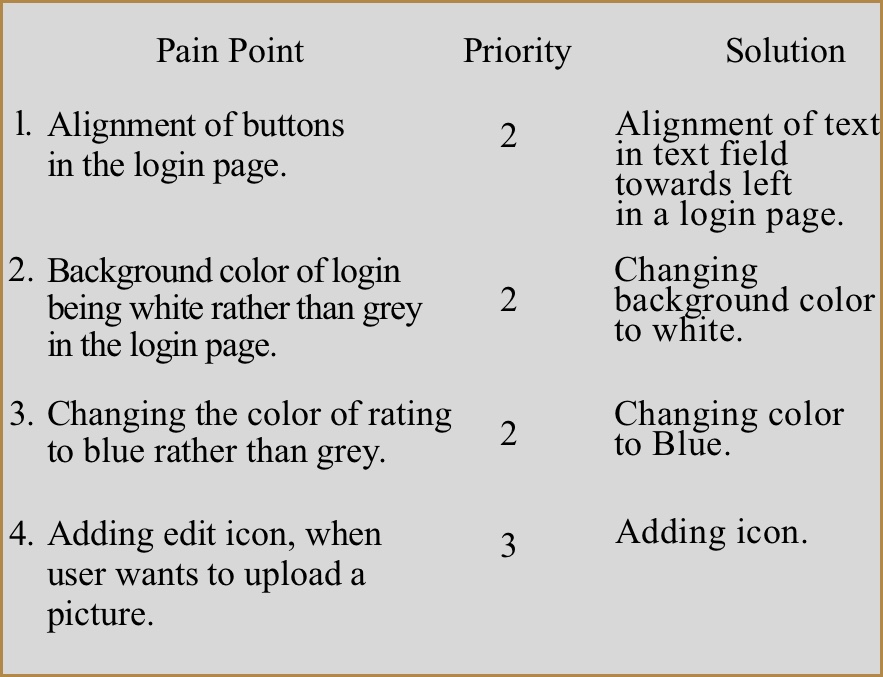 Pain Point Priority Solution
1. Alignment of buttons
in the login page.
2
Alignment of text
in text field
towards left
in a login page.
2. Background color of login
being white rather than grey
in the login page.
2
Changing
background color
to white.
3. Changing the color of rating
to blue rather than grey.
2
Changing color
to Blue.
4. Adding edit icon, when
user wants to upload a
picture.
3
Adding icon.